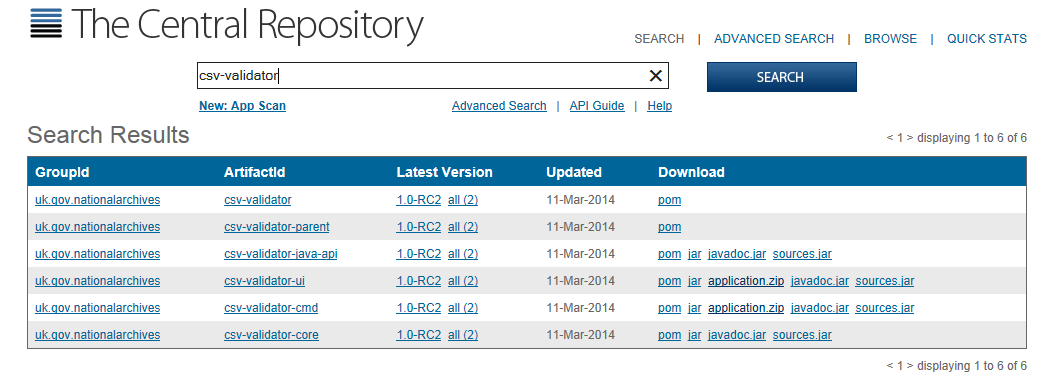 The Central Repository
SEARCH | ADVANCED SEARCH | BROWSE | QUICK STATS
csv-validator SEARCH
New: App Scan Advanced Search | API Guide | Help
Search Results < 1 > displaying 1 to 6 of 6
GroupId ArtifactId Latest Version Updated Download
uk.gov.nationalarchives csv-validator 1.0-RC2 all (2) 11-Mar-2014 pom
uk.gov.nationalarchives csv-validator-parent 1.0-RC2 all (2) 11-Mar-2014 pom
uk.gov.nationalarchives csv-validator-java-api 1.0-RC2 all (2) 11-Mar-2014 pom jar javadoc.jar sources.jar
uk.gov.nationalarchives csv-validator-ui 1.0-RC2 all (2) 11-Mar-2014 pom jar application.zip javadoc.jar sources.jar
uk.gov.nationalarchives csv-validator-cmd 1.0-RC2 all (2) 11-Mar-2014 pom jar application.zip javadoc.jar sources.jar
uk.gov.nationalarchives csv-validator-core 1.0-RC2 all (2) 11-Mar-2014 pom jar javadoc.jar sources.jar
< 1 > displaying 1 to 6 of 6